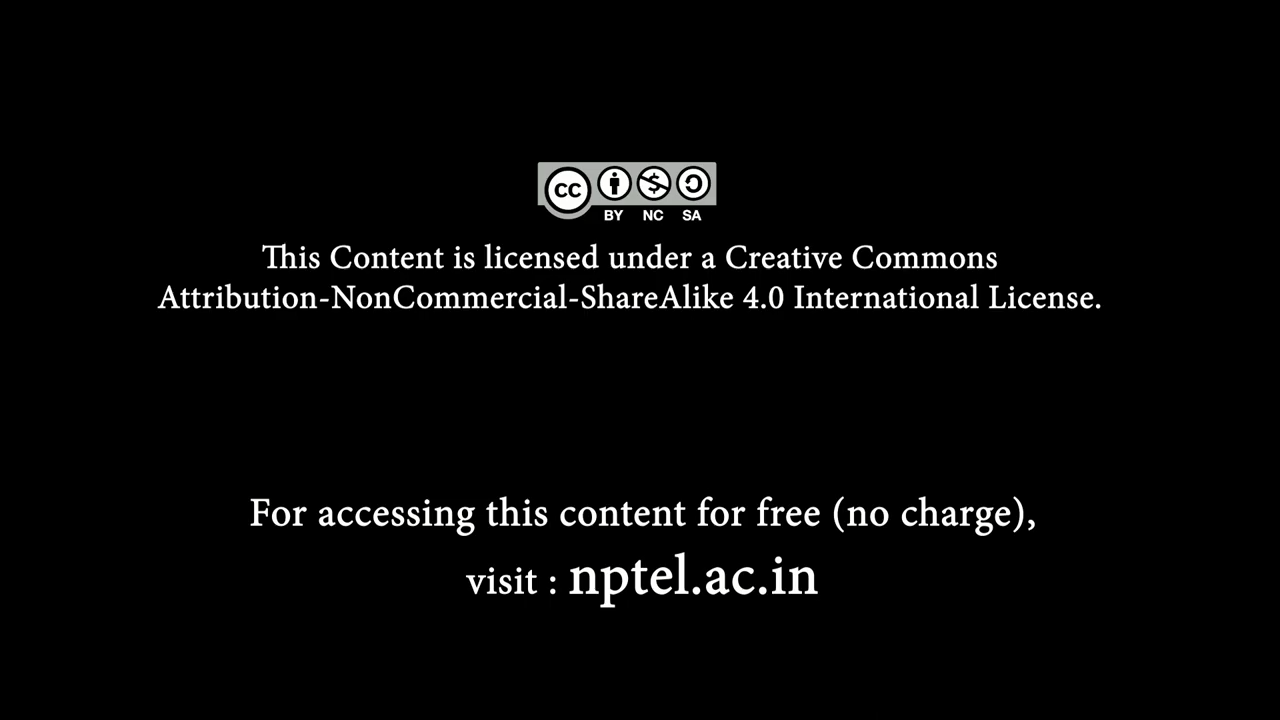 cc
BY NC SA
This Content is licensed under a Creative Commons
Attribution-NonCommercial-ShareAlike 4.0 International License.
For accessing this content for free (no charge),
visit : nptel.ac.in